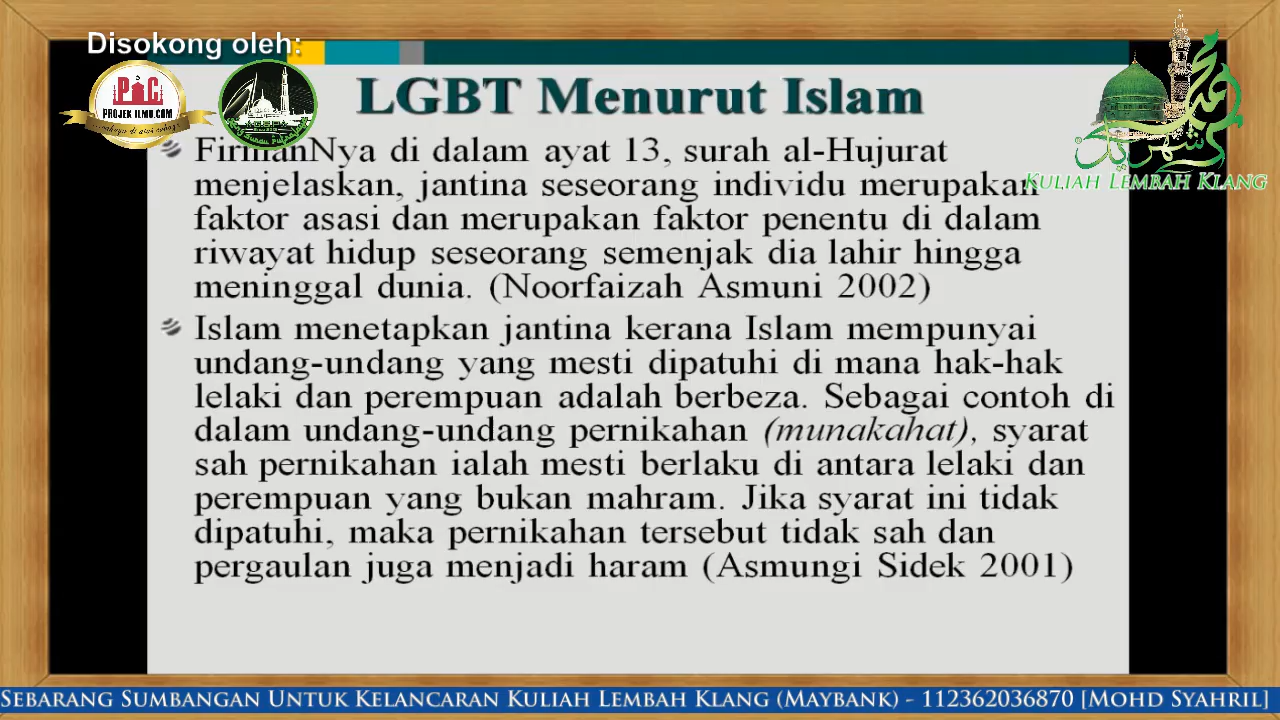 Disokong oleh:
PIC
PROJEK ILMU.COM
KULIAH LEMBAH KLANG
LGBT Menurut Islam
FirmanNya di dalam ayat 13, surah al-Hujurat
menjelaskan, jantina seseorang individu merupakan
faktor asasi dan merupakan faktor penentu di dalam
riwayat hidup seseorang semenjak dia lahir hingga
meninggal dunia. (Noorfaizah Asmuni 2002)
Islam menetapkan jantina kerana Islam mempunyai
undang-undang yang mesti dipatuhi di mana hak-hak
lelaki dan perempuan adalah berbeza. Sebagai contoh di
dalam undang-undang pernikahan (munakahat), syarat
sah pernikahan ialah mesti berlaku di antara lelaki dan
perempuan yang bukan mahram. Jika syarat ini tidak
dipatuhi, maka pernikahan tersebut tidak sah dan
pergaulan juga menjadi haram (Asmungi Sidek 2001)
SEBARANG SUMBANGAN UNTUK KELANCARAN KULIAH LEMBAH KLANG (MAYBANK) - 112362036870 [MOHD SYAHRIL]